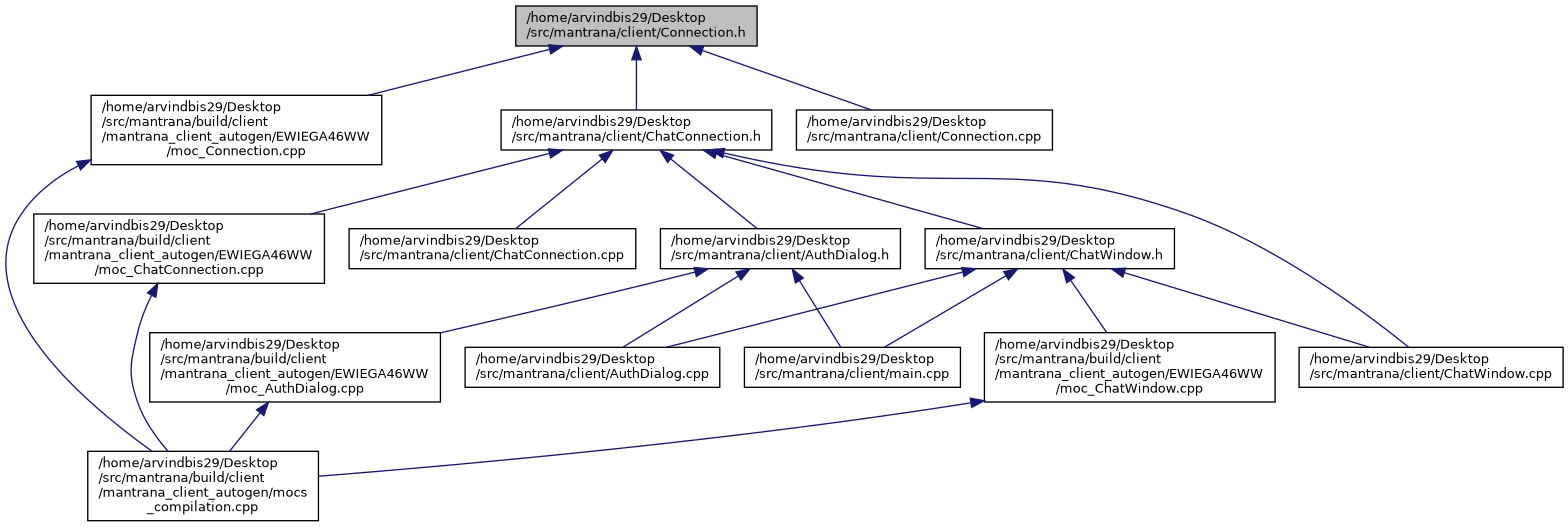 /home/arvindbis29/Desktop
/src/mantrana/client/Connection.h
/home/arvindbis29/Desktop
/src/mantrana/build/client
/mantrana_client_autogen/EWIEGA46WW
/moc_Connection.cpp
/home/arvindbis29/Desktop
/src/mantrana/client/ChatConnection.h
/home/arvindbis29/Desktop
/src/mantrana/client/Connection.cpp
/home/arvindbis29/Desktop
/src/mantrana/build/client
/mantrana_client_autogen/EWIEGA46WW
/moc_ChatConnection.cpp
/home/arvindbis29/Desktop
/src/mantrana/client/ChatConnection.cpp
/home/arvindbis29/Desktop
/src/mantrana/client/AuthDialog.h
/home/arvindbis29/Desktop
/src/mantrana/client/ChatWindow.h
/home/arvindbis29/Desktop
/src/mantrana/build/client
/mantrana_client_autogen/EWIEGA46WW
/moc_AuthDialog.cpp
/home/arvindbis29/Desktop
/src/mantrana/client/AuthDialog.cpp
/home/arvindbis29/Desktop
/src/mantrana/client/main.cpp
/home/arvindbis29/Desktop
/src/mantrana/build/client
/mantrana_client_autogen/EWIEGA46WW
/moc_ChatWindow.cpp
/home/arvindbis29/Desktop
/src/mantrana/client/ChatWindow.cpp
/home/arvindbis29/Desktop
/src/mantrana/build/client
/mantrana_client_autogen/mocs
_compilation.cpp